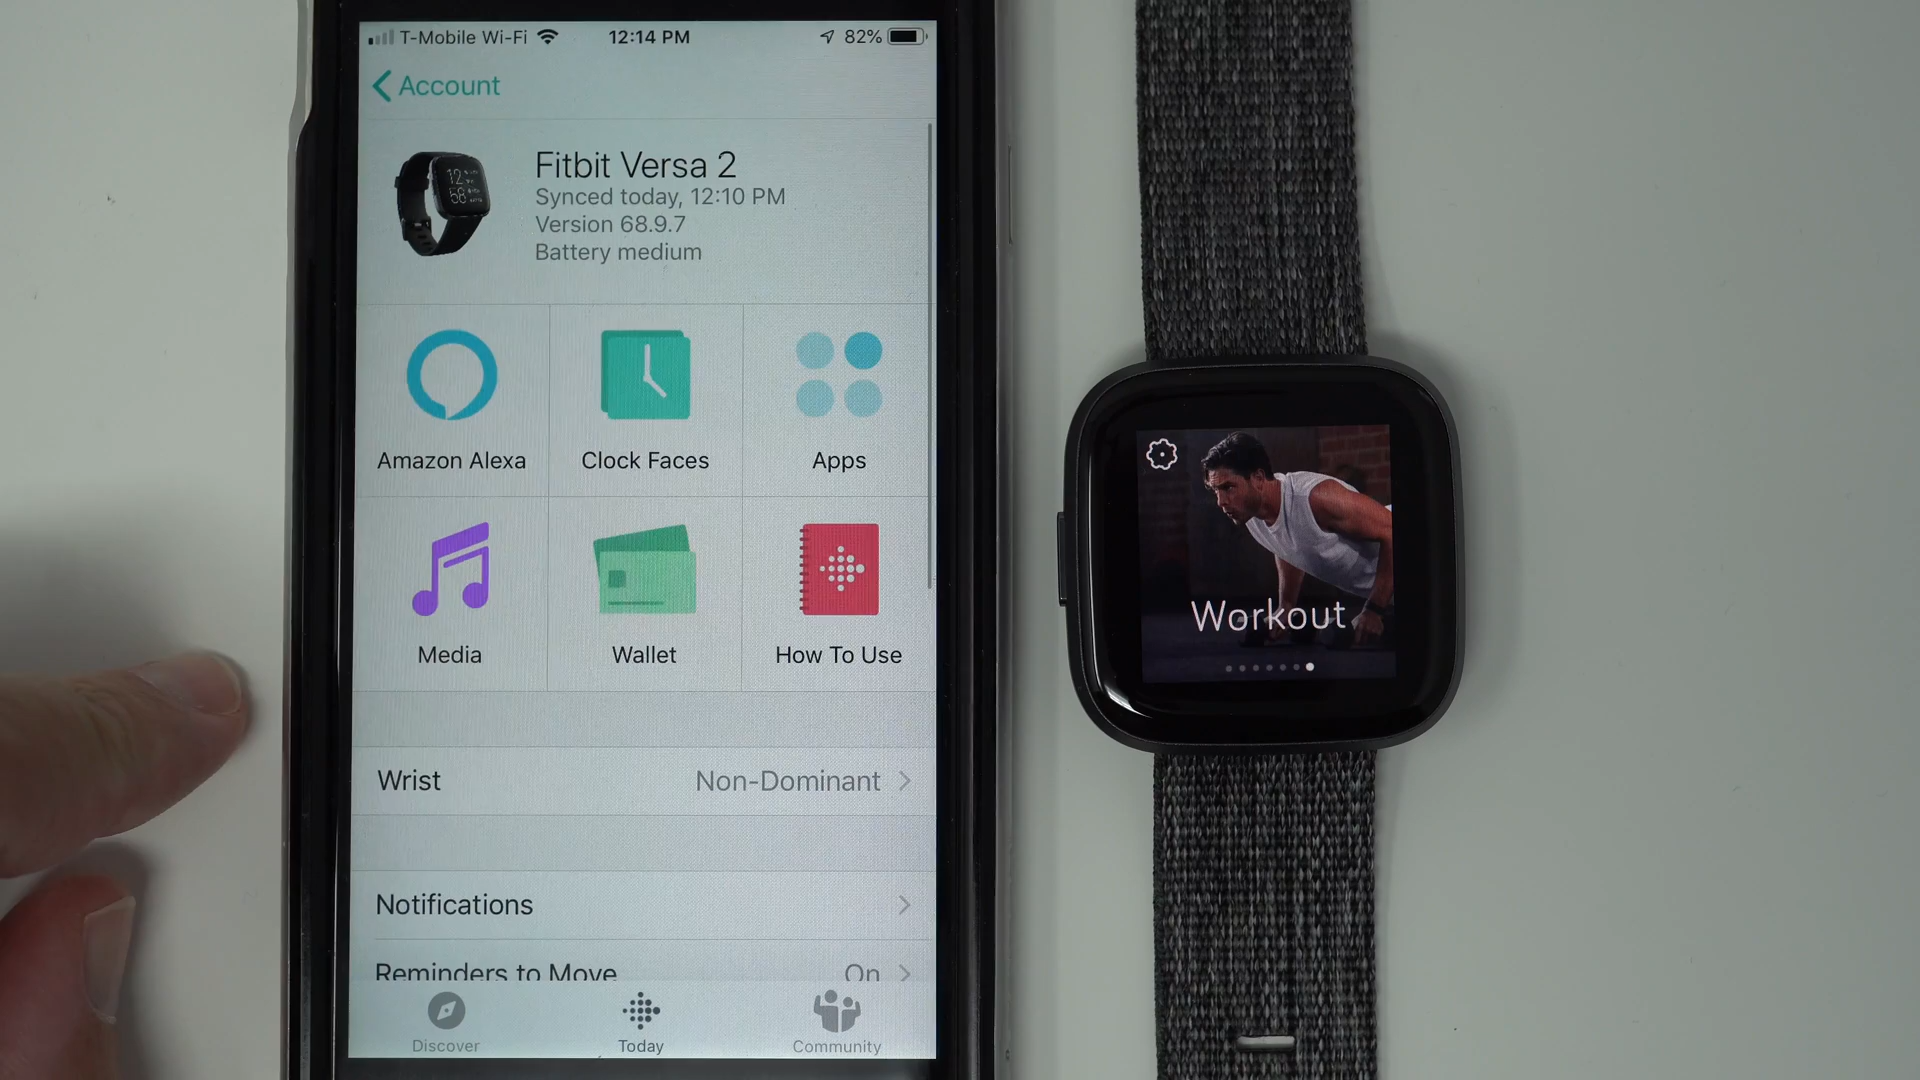 T-Mobile Wi-Fi 12:14 PM 82%
Account
Fitbit Versa 2
Synced today, 12:10 PM
Version 68.9.7
Battery medium
Amazon Alexa Clock Faces Apps
Media Wallet How To Use
Wrist Non-Dominant
Notifications
Reminders to Move On
Discover Today Community
Workout